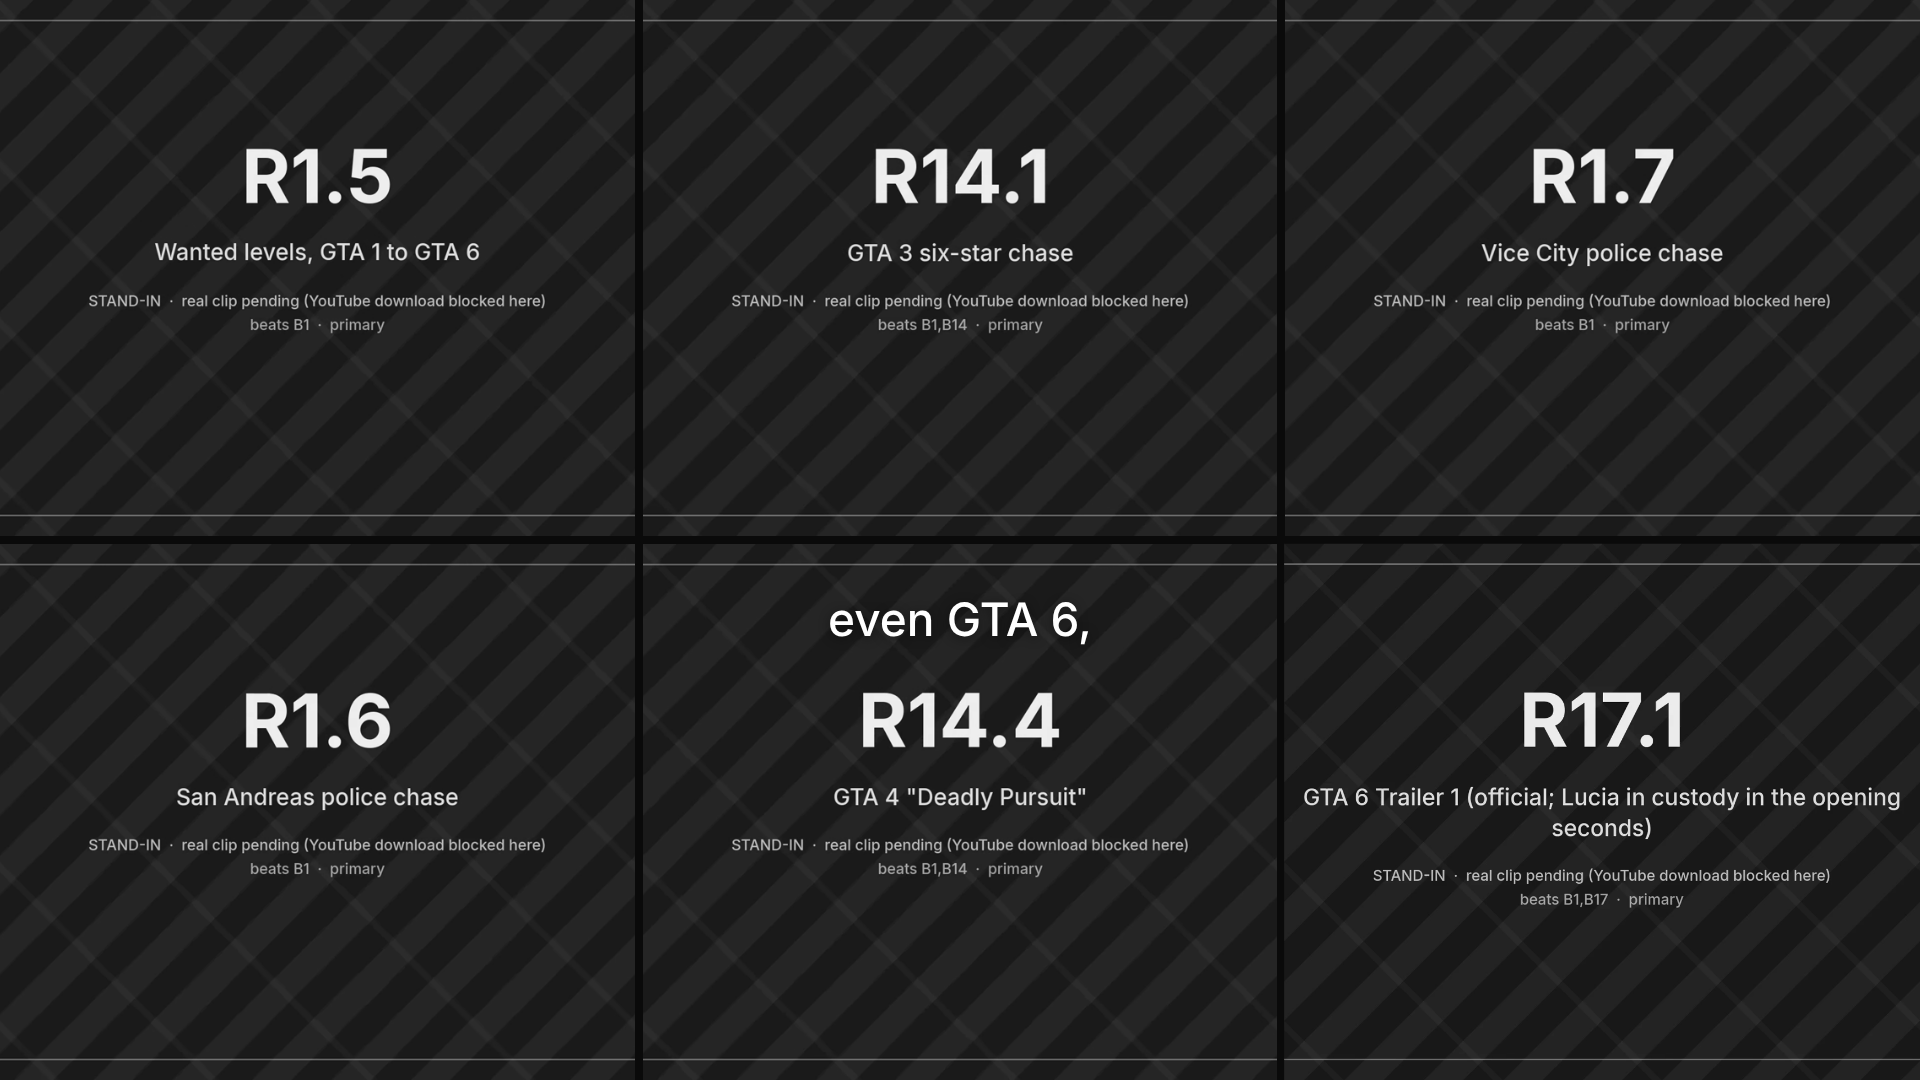 R1.5
Wanted levels, GTA 1 to GTA 6
STAND-IN · real clip pending (YouTube download blocked here)
beats B1 · primary
R14.1
GTA 3 six-star chase
STAND-IN · real clip pending (YouTube download blocked here)
beats B1,B14 · primary
R1.7
Vice City police chase
STAND-IN · real clip pending (YouTube download blocked here)
beats B1 · primary
R1.6
San Andreas police chase
STAND-IN · real clip pending (YouTube download blocked here)
beats B1 · primary
even GTA 6,
R14.4
GTA 4 "Deadly Pursuit"
STAND-IN · real clip pending (YouTube download blocked here)
beats B1,B14 · primary
R17.1
GTA 6 Trailer 1 (official; Lucia in custody in the opening
seconds)
STAND-IN · real clip pending (YouTube download blocked here)
beats B1,B17 · primary